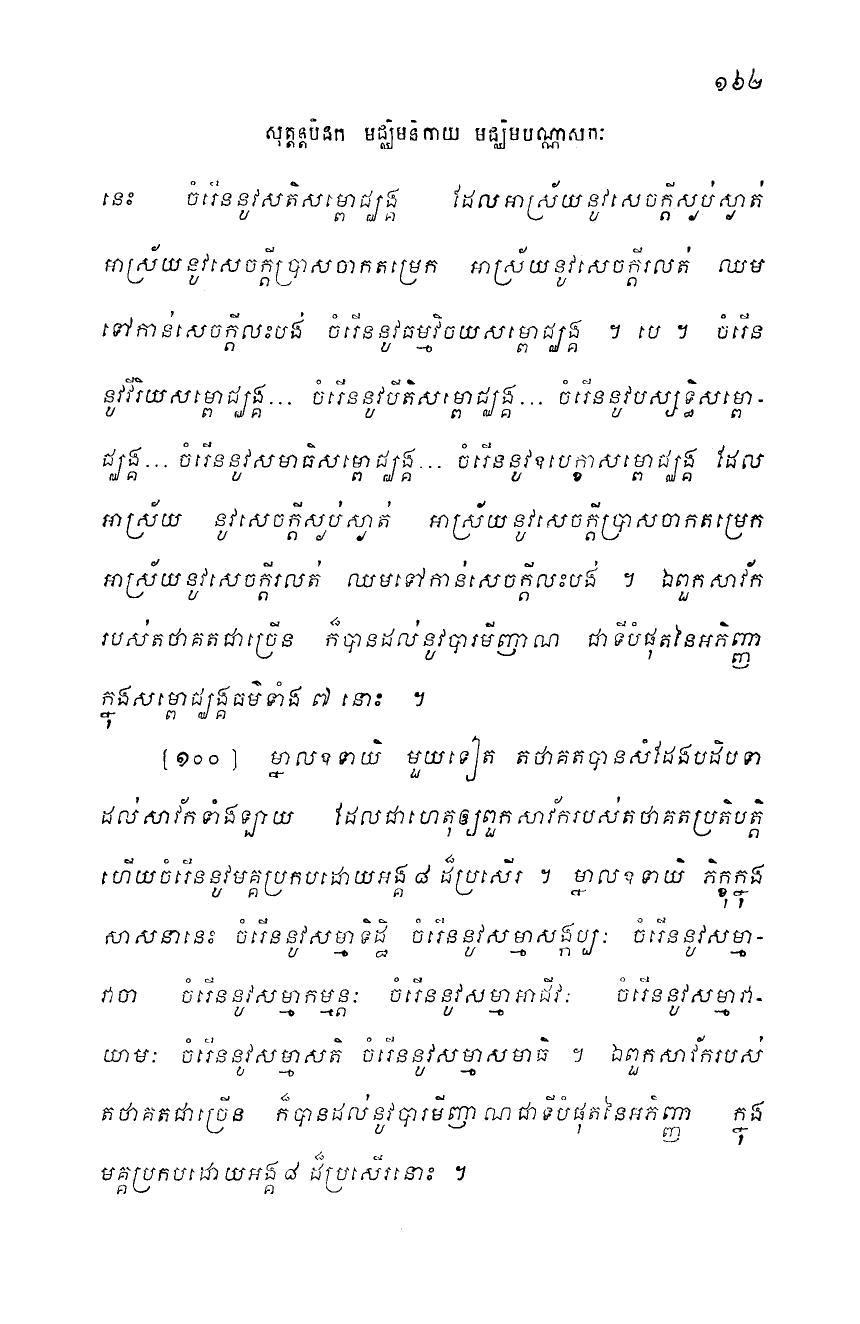 ១៦២
សុត្តន្តបិដក មជ្ឈិមនិកាយ មជ្ឈិមបណ្ណាសកៈ
នេះ ចំរើននូវសតិសម្ពោជ្ឈង្គ ដែលអាស្រ័យនូវសេចក្តីស្ងប់ស្ងាត់
អាស្រ័យនូវសេចក្តីប្រាសចាកតម្រេក អាស្រ័យនូវសេចក្តីរលត់ ឈម
ទៅកាន់សេចក្តីលះបង់ ចំរើននូវធម្មវិចយសម្ពោជ្ឈង្គ ។ បេ ។ ចំរើន
នូវវីរិយសម្ពោជ្ឈង្គ... ចំរើននូវបីតិសម្ពោជ្ឈង្គ... ចំរើននូវបស្សទ្ធិសម្ពោ-
ជ្ឈង្គ... ចំរើននូវសមាធិសម្ពោជ្ឈង្គ... ចំរើននូវឧបេក្ខាសម្ពោជ្ឈង្គ ដែល
អាស្រ័យ នូវសេចក្តីស្ងប់ស្ងាត់ អាស្រ័យនូវសេចក្តីប្រាសចាកតម្រេក
អាស្រ័យនូវសេចក្តីរលត់ ឈមទៅកាន់សេចក្តីលះបង់ ។ ឯពួកសាវ័ក
របស់តថាគតជាច្រើន ក៏បានដល់នូវបារមីញាណ ជាទីបំផុតនៃអភិញ្ញា
ក្នុងសម្ពោជ្ឈង្គធម៌ទាំង ៧ នោះ ។
[១០០] ម្នាលឧទាយិ មួយទៀត តថាគតបានសំដែងបដិបទា
ដល់សាវ័កទាំងឡាយ ដែលជាហេតុឲ្យពួកសាវ័ករបស់តថាគតប្រតិបត្តិ
ហើយចំរើននូវមគ្គប្រកបដោយអង្គ ៨ ដ៏ប្រសើរ ។ ម្នាលឧទាយិ ភិក្ខុក្នុង
សាសនានេះ ចំរើននូវសម្មាទិដ្ឋិ ចំរើននូវសម្មាសង្កប្បៈ ចំរើននូវសម្មា-
វាចា ចំរើននូវសម្មាកម្មន្តៈ ចំរើននូវសម្មាអាជីវៈ ចំរើននូវសម្មាវា-
យាមៈ ចំរើននូវសម្មាសតិ ចំរើននូវសម្មាសមាធិ ។ ឯពួកសាវ័ករបស់
តថាគតជាច្រើន ក៏បានដល់នូវបារមីញាណជាទីបំផុតនៃអភិញ្ញា ក្នុង
មគ្គប្រកបដោយអង្គ ៨ ដ៏ប្រសើរនោះ ។